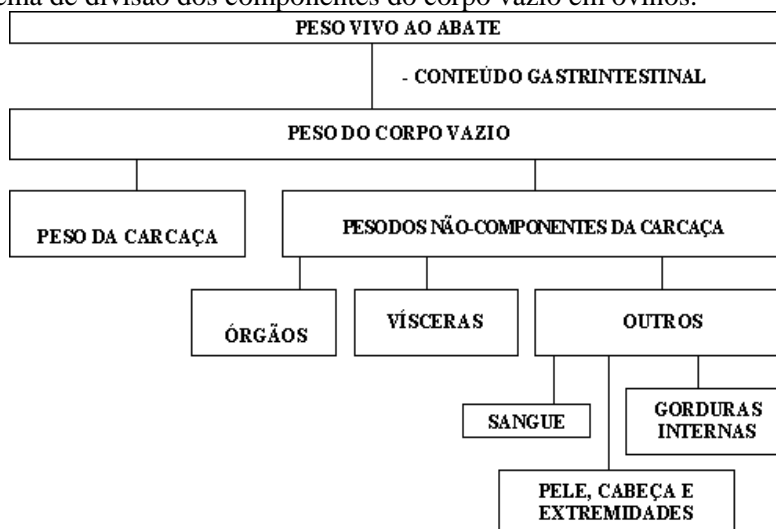 ema de divisão dos componentes do corpo vazio em ovinos.
PESO VIVO AO ABATE
- CONTEÚDO GASTRINTESTINAL
PESO DO CORPO VAZIO
PESO DA CARCAÇA
PESODOS NÃO-COMPONENTES DA CARCAÇA
ÓRGÃOS
VÍSCERAS
OUTROS
SANGUE
GORDURAS
INTERNAS
PELE, CABEÇA E
EXTREMIDADES